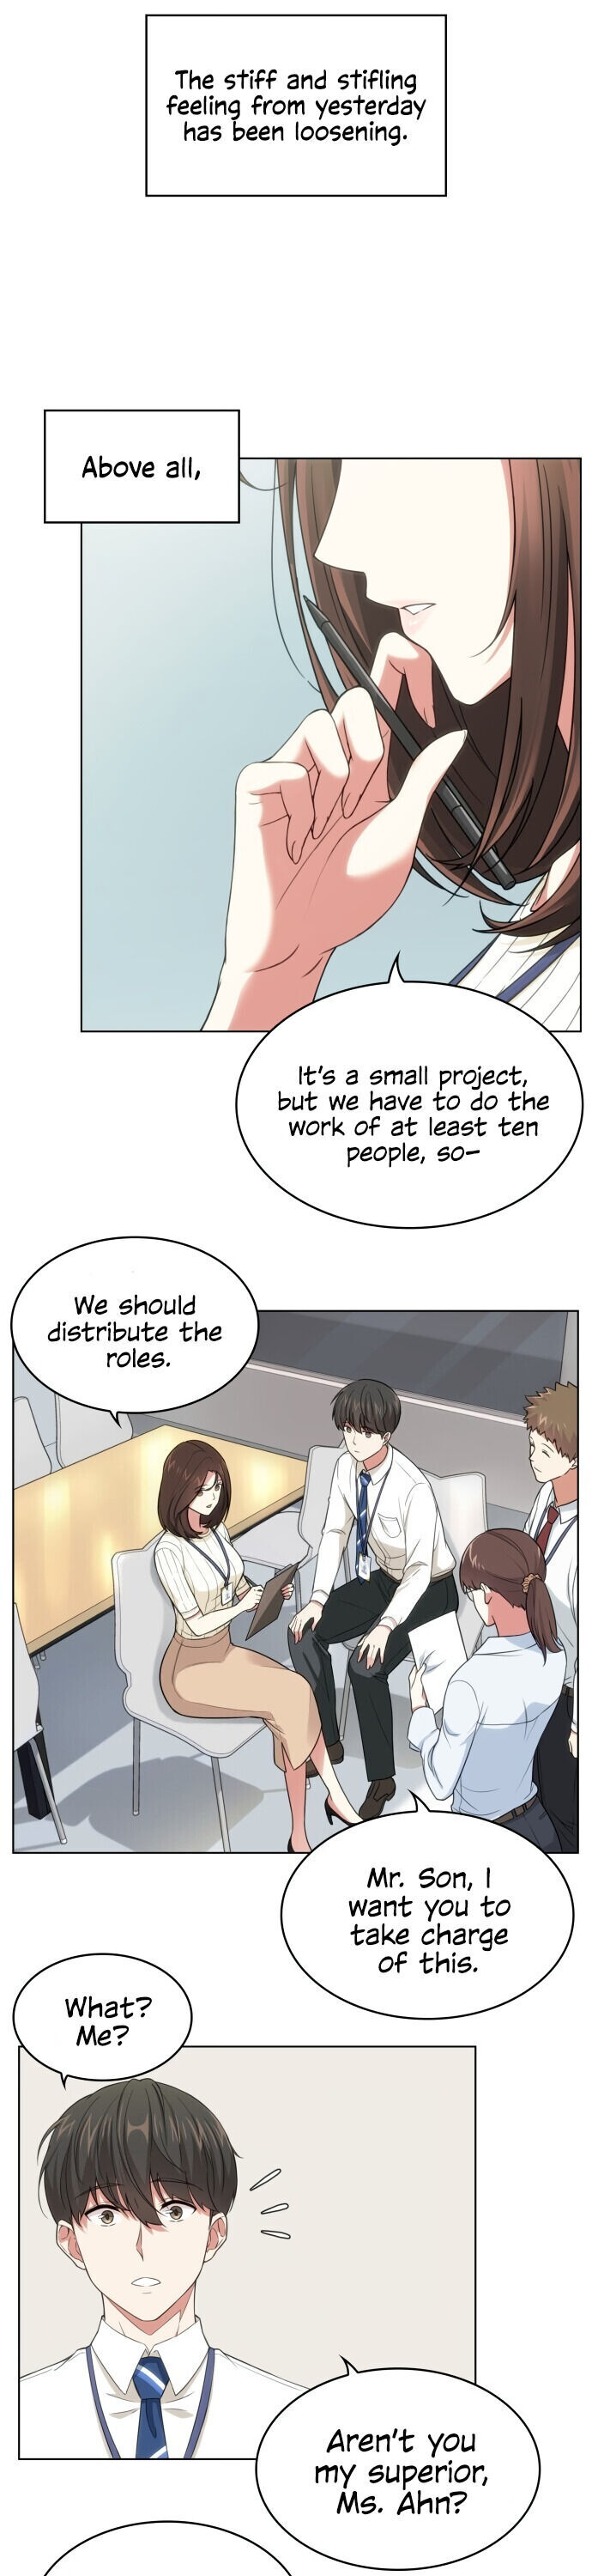 The stiff and stifling
feeling from yesterday
has been loosening.
Above all,
It's a small project,
but we have to do the
work of at least ten
people, so-
We should
distribute the
roles.
Mr. Son, I
want you to
take charge
of this.
What?
Me?
Aren't you
my superior,
Ms. Ahn?